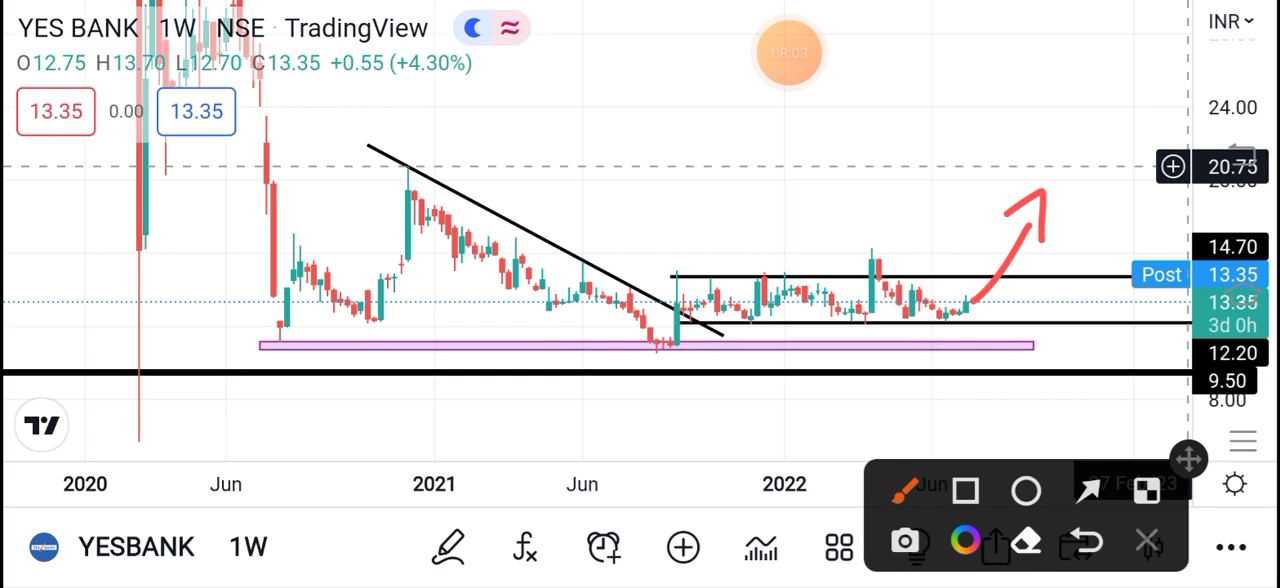 YES BANK 1W NSE TradingView
INR
O12.75 H13.70 L12.70 C13.35 +0.55 (+4.30%)
08:03
13.35 0.00 13.35
24.00
20.75
14.70
Post 13.35
13.35
3d 0h
12.20
9.50
8.00
2020 Jun 2021 Jun 2022 Jun
YESBANK 1W